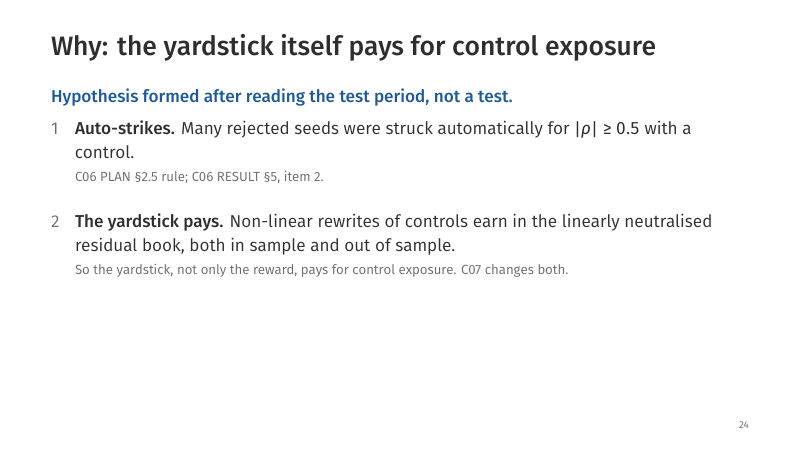 Why: the yardstick itself pays for control exposure
Hypothesis formed after reading the test period, not a test.
1 Auto-strikes. Many rejected seeds were struck automatically for |ρ| ≥ 0.5 with a
control.
C06 PLAN §2.5 rule; C06 RESULT §5, item 2.
2 The yardstick pays. Non-linear rewrites of controls earn in the linearly neutralised
residual book, both in sample and out of sample.
So the yardstick, not only the reward, pays for control exposure. C07 changes both.
24